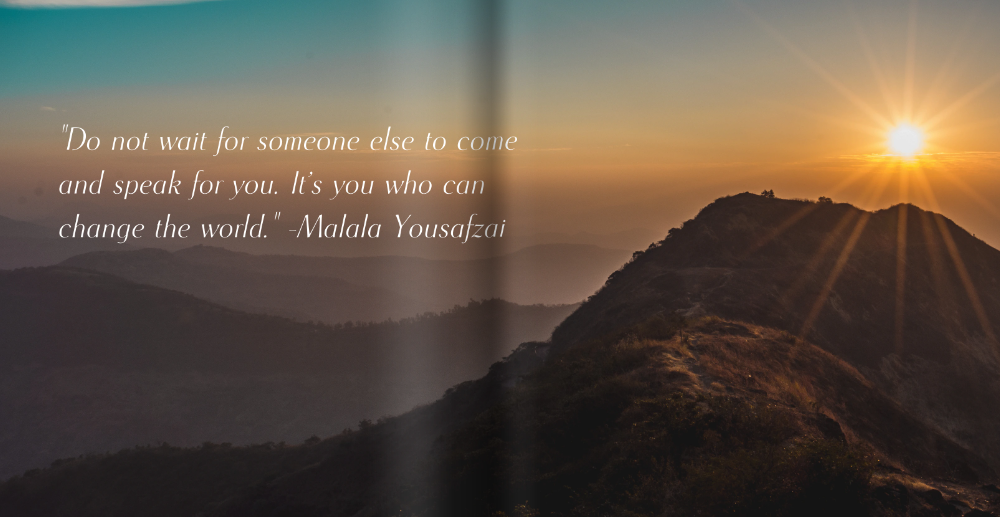 "Do not wait for someone else to come
and speak for you. It's you who can
change the world." -Malala Yousafzai